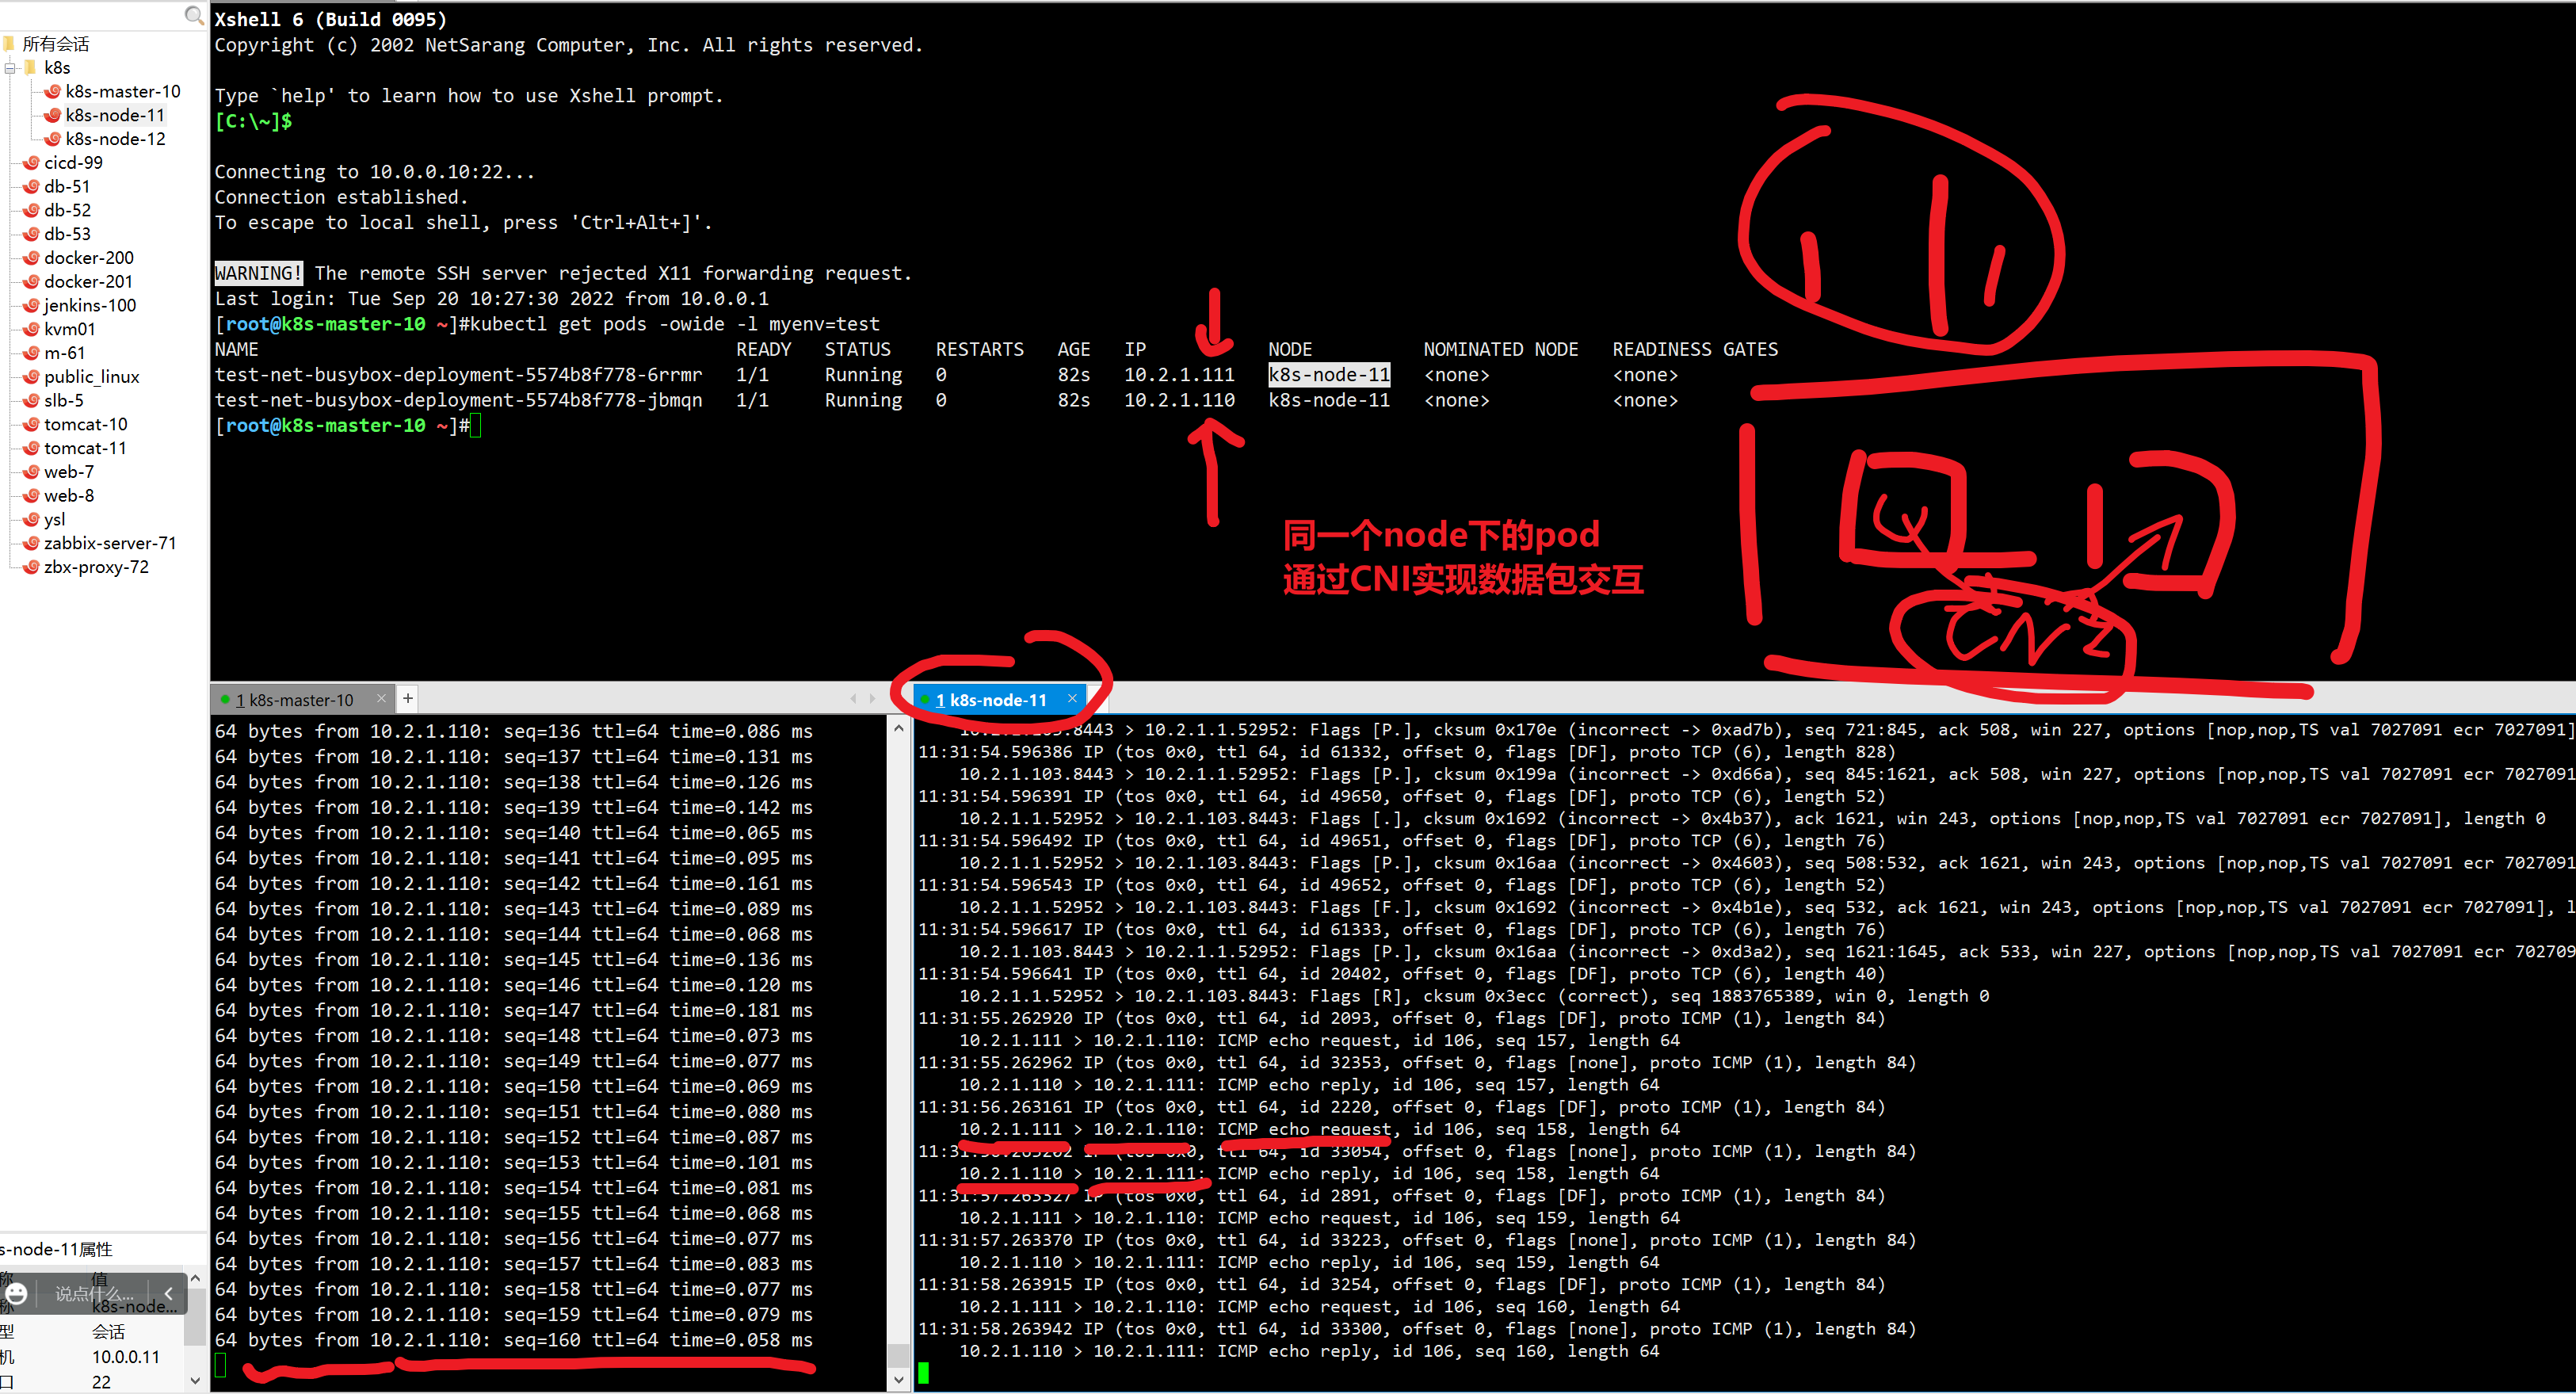 所有会话
k8s
k8s-master-10
k8s-node-11
k8s-node-12
cicd-99
db-51
db-52
db-53
docker-200
docker-201
jenkins-100
kvm01
m-61
public_linux
slb-5
tomcat-10
tomcat-11
web-7
web-8
ysl
zabbix-server-71
zbx-proxy-72
s-node-11属性
称 值
说点什么...
称 k8s-node...
型 会话
机 10.0.0.11
口 22
Xshell 6 (Build 0095)
Copyright (c) 2002 NetSarang Computer, Inc. All rights reserved.
Type `help' to learn how to use Xshell prompt.
[C:\~]$
Connecting to 10.0.0.10:22...
Connection established.
To escape to local shell, press 'Ctrl+Alt+]'.
WARNING! The remote SSH server rejected X11 forwarding request.
Last login: Tue Sep 20 10:27:30 2022 from 10.0.0.1
[root@k8s-master-10 ~]#kubectl get pods -owide -l myenv=test
NAME READY STATUS RESTARTS AGE IP NODE NOMINATED NODE READINESS GATES
test-net-busybox-deployment-5574b8f778-6rrmr 1/1 Running 0 82s 10.2.1.111 k8s-node-11 <none> <none>
test-net-busybox-deployment-5574b8f778-jbmqn 1/1 Running 0 82s 10.2.1.110 k8s-node-11 <none> <none>
[root@k8s-master-10 ~]#
同一个node下的pod
通过CNI实现数据包交互
CNI
1 k8s-master-10 × +
64 bytes from 10.2.1.110: seq=136 ttl=64 time=0.086 ms
64 bytes from 10.2.1.110: seq=137 ttl=64 time=0.131 ms
64 bytes from 10.2.1.110: seq=138 ttl=64 time=0.126 ms
64 bytes from 10.2.1.110: seq=139 ttl=64 time=0.142 ms
64 bytes from 10.2.1.110: seq=140 ttl=64 time=0.065 ms
64 bytes from 10.2.1.110: seq=141 ttl=64 time=0.095 ms
64 bytes from 10.2.1.110: seq=142 ttl=64 time=0.161 ms
64 bytes from 10.2.1.110: seq=143 ttl=64 time=0.089 ms
64 bytes from 10.2.1.110: seq=144 ttl=64 time=0.068 ms
64 bytes from 10.2.1.110: seq=145 ttl=64 time=0.136 ms
64 bytes from 10.2.1.110: seq=146 ttl=64 time=0.120 ms
64 bytes from 10.2.1.110: seq=147 ttl=64 time=0.181 ms
64 bytes from 10.2.1.110: seq=148 ttl=64 time=0.073 ms
64 bytes from 10.2.1.110: seq=149 ttl=64 time=0.077 ms
64 bytes from 10.2.1.110: seq=150 ttl=64 time=0.069 ms
64 bytes from 10.2.1.110: seq=151 ttl=64 time=0.080 ms
64 bytes from 10.2.1.110: seq=152 ttl=64 time=0.087 ms
64 bytes from 10.2.1.110: seq=153 ttl=64 time=0.101 ms
64 bytes from 10.2.1.110: seq=154 ttl=64 time=0.081 ms
64 bytes from 10.2.1.110: seq=155 ttl=64 time=0.068 ms
64 bytes from 10.2.1.110: seq=156 ttl=64 time=0.077 ms
64 bytes from 10.2.1.110: seq=157 ttl=64 time=0.083 ms
64 bytes from 10.2.1.110: seq=158 ttl=64 time=0.077 ms
64 bytes from 10.2.1.110: seq=159 ttl=64 time=0.079 ms
64 bytes from 10.2.1.110: seq=160 ttl=64 time=0.058 ms
1 k8s-node-11 ×
.8443 > 10.2.1.1.52952: Flags [P.], cksum 0x170e (incorrect -> 0xad7b), seq 721:845, ack 508, win 227, options [nop,nop,TS val 7027091 ecr 7027091]
11:31:54.596386 IP (tos 0x0, ttl 64, id 61332, offset 0, flags [DF], proto TCP (6), length 828)
10.2.1.103.8443 > 10.2.1.1.52952: Flags [P.], cksum 0x199a (incorrect -> 0xd66a), seq 845:1621, ack 508, win 227, options [nop,nop,TS val 7027091 ecr 7027091
11:31:54.596391 IP (tos 0x0, ttl 64, id 49650, offset 0, flags [DF], proto TCP (6), length 52)
10.2.1.1.52952 > 10.2.1.103.8443: Flags [.], cksum 0x1692 (incorrect -> 0x4b37), ack 1621, win 243, options [nop,nop,TS val 7027091 ecr 7027091], length 0
11:31:54.596492 IP (tos 0x0, ttl 64, id 49651, offset 0, flags [DF], proto TCP (6), length 76)
10.2.1.1.52952 > 10.2.1.103.8443: Flags [P.], cksum 0x16aa (incorrect -> 0x4603), seq 508:532, ack 1621, win 243, options [nop,nop,TS val 7027091 ecr 7027091
11:31:54.596543 IP (tos 0x0, ttl 64, id 49652, offset 0, flags [DF], proto TCP (6), length 52)
10.2.1.1.52952 > 10.2.1.103.8443: Flags [F.], cksum 0x1692 (incorrect -> 0x4b1e), seq 532, ack 1621, win 243, options [nop,nop,TS val 7027091 ecr 7027091], l
11:31:54.596617 IP (tos 0x0, ttl 64, id 61333, offset 0, flags [DF], proto TCP (6), length 76)
10.2.1.103.8443 > 10.2.1.1.52952: Flags [P.], cksum 0x16aa (incorrect -> 0xd3a2), seq 1621:1645, ack 533, win 227, options [nop,nop,TS val 7027091 ecr 702709
11:31:54.596641 IP (tos 0x0, ttl 64, id 20402, offset 0, flags [DF], proto TCP (6), length 40)
10.2.1.1.52952 > 10.2.1.103.8443: Flags [R], cksum 0x3ecc (correct), seq 1883765389, win 0, length 0
11:31:55.262920 IP (tos 0x0, ttl 64, id 2093, offset 0, flags [DF], proto ICMP (1), length 84)
10.2.1.111 > 10.2.1.110: ICMP echo request, id 106, seq 157, length 64
11:31:55.262962 IP (tos 0x0, ttl 64, id 32353, offset 0, flags [none], proto ICMP (1), length 84)
10.2.1.110 > 10.2.1.111: ICMP echo reply, id 106, seq 157, length 64
11:31:56.263161 IP (tos 0x0, ttl 64, id 2220, offset 0, flags [DF], proto ICMP (1), length 84)
10.2.1.111 > 10.2.1.110: ICMP echo request, id 106, seq 158, length 64
11:31:56.263202 IP (tos 0x0, ttl 64, id 33054, offset 0, flags [none], proto ICMP (1), length 84)
10.2.1.110 > 10.2.1.111: ICMP echo reply, id 106, seq 158, length 64
11:31:57.263327 IP (tos 0x0, ttl 64, id 2891, offset 0, flags [DF], proto ICMP (1), length 84)
10.2.1.111 > 10.2.1.110: ICMP echo request, id 106, seq 159, length 64
11:31:57.263370 IP (tos 0x0, ttl 64, id 33223, offset 0, flags [none], proto ICMP (1), length 84)
10.2.1.110 > 10.2.1.111: ICMP echo reply, id 106, seq 159, length 64
11:31:58.263915 IP (tos 0x0, ttl 64, id 3254, offset 0, flags [DF], proto ICMP (1), length 84)
10.2.1.111 > 10.2.1.110: ICMP echo request, id 106, seq 160, length 64
11:31:58.263942 IP (tos 0x0, ttl 64, id 33300, offset 0, flags [none], proto ICMP (1), length 84)
10.2.1.110 > 10.2.1.111: ICMP echo reply, id 106, seq 160, length 64